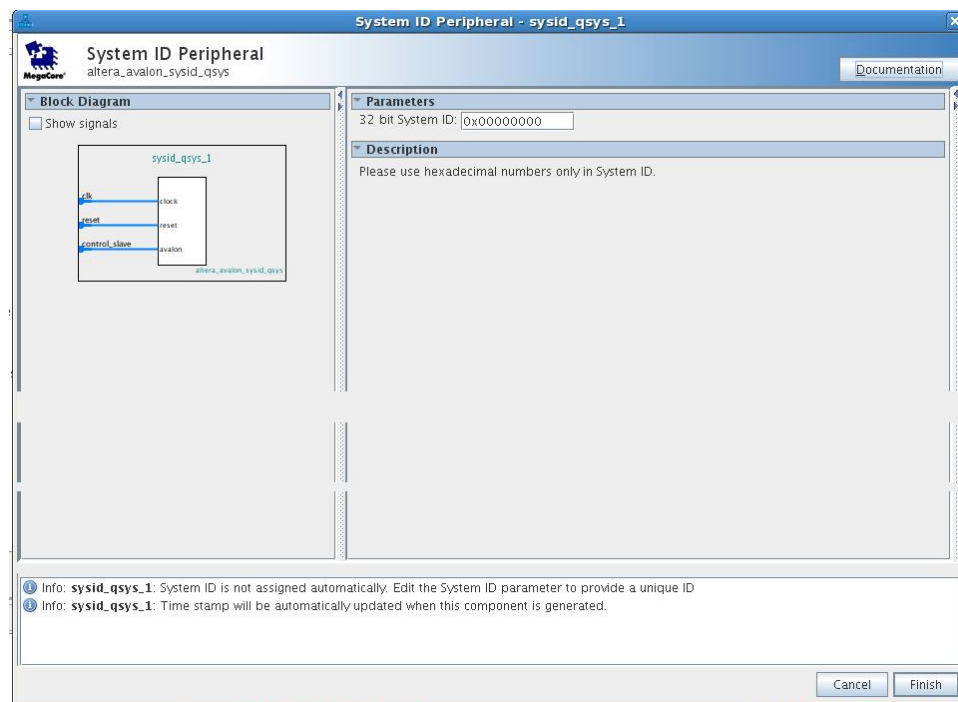 System ID Peripheral - sysid_qsys_1
System ID Peripheral
altera_avalon_sysid_qsys
MegaCore®
Documentation
Block Diagram
Show signals
sysid_qsys_1
clk
clock
reset
reset
control_slave
avalon
altera_avalon_sysid_qsys
Parameters
32 bit System ID: 0x00000000
Description
Please use hexadecimal numbers only in System ID.
Info: sysid_qsys_1: System ID is not assigned automatically. Edit the System ID parameter to provide a unique ID
Info: sysid_qsys_1: Time stamp will be automatically updated when this component is generated.
Cancel
Finish